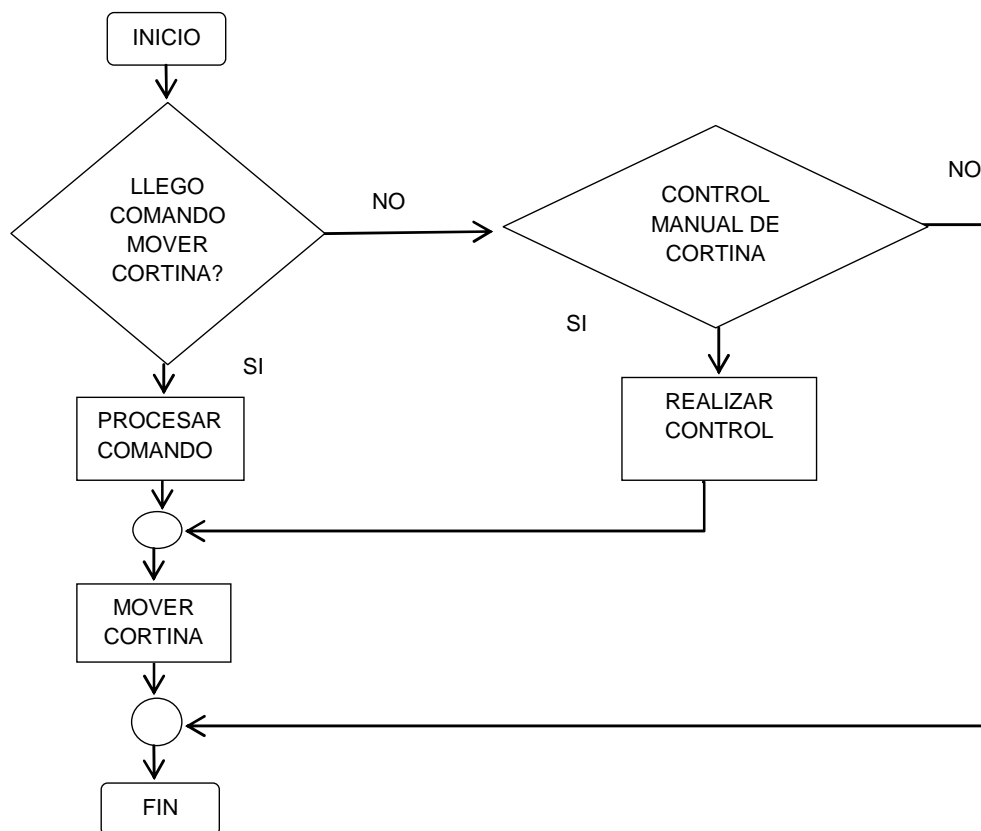 INICIO
LLEGO
COMANDO
MOVER
CORTINA?
NO
CONTROL
MANUAL DE
CORTINA
NO
SI
SI
PROCESAR
COMANDO
REALIZAR
CONTROL
MOVER
CORTINA
FIN